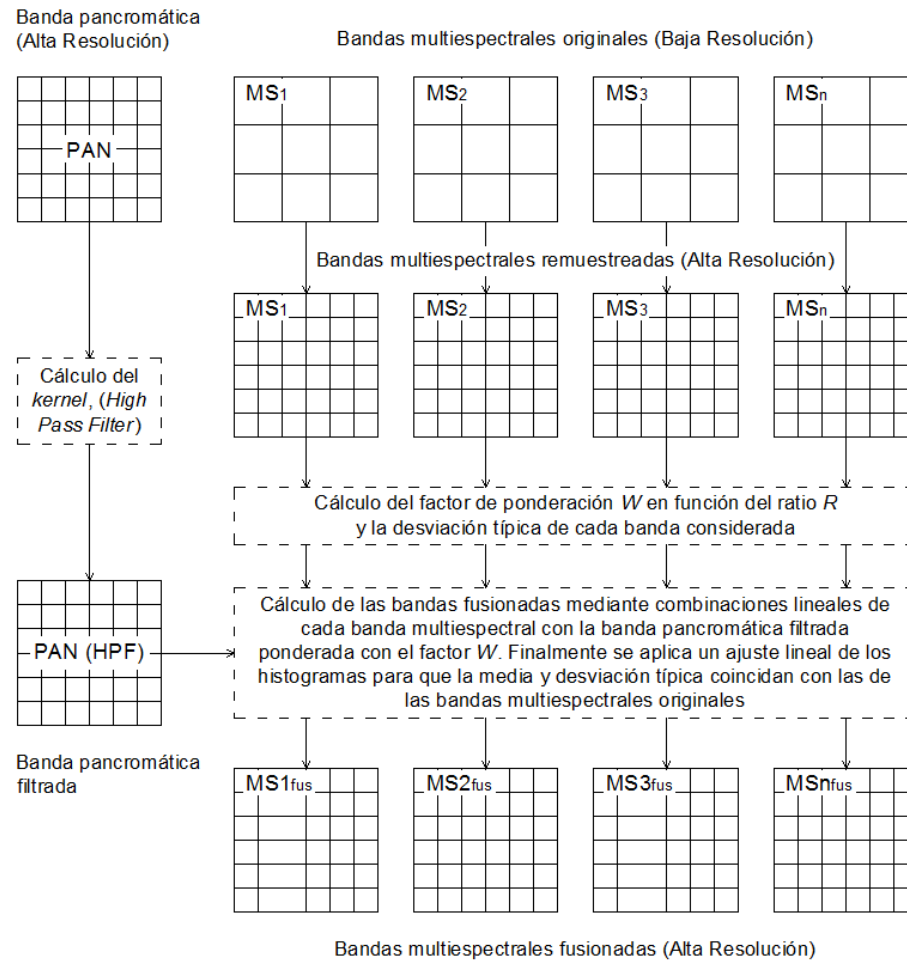 Banda pancromática
(Alta Resolución)
Bandas multiespectrales originales (Baja Resolución)
PAN
MS1
MS2
MS3
MSn
Bandas multiespectrales remuestreadas (Alta Resolución)
MS1
MS2
MS3
MSn
Cálculo del
kernel, (High
Pass Filter)
Cálculo del factor de ponderación W en función del ratio R
y la desviación típica de cada banda considerada
PAN (HPF)
Cálculo de las bandas fusionadas mediante combinaciones lineales de
cada banda multiespectral con la banda pancromática filtrada
ponderada con el factor W. Finalmente se aplica un ajuste lineal de los
histogramas para que la media y desviación típica coincidan con las de
las bandas multiespectrales originales
Banda pancromática
filtrada
MS1fus
MS2fus
MS3fus
MSnfus
Bandas multiespectrales fusionadas (Alta Resolución)